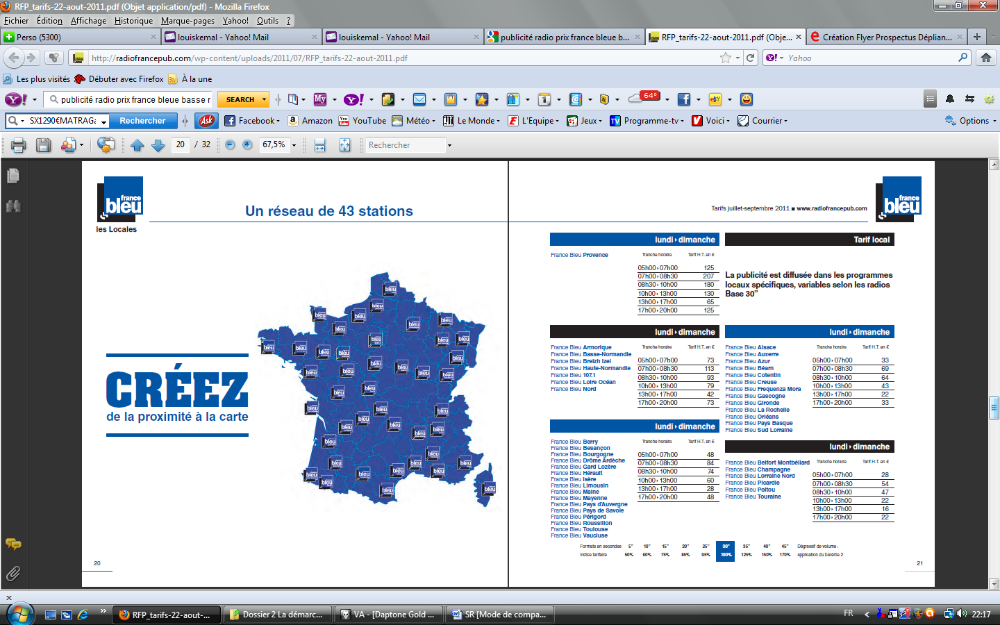 RFP_tarifs-22-aout-2011.pdf (Objet application/pdf) - Mozilla Firefox
Fichier Édition Affichage Historique Marque-pages Yahoo! Outils ?
Perso (5300) louiskemal - Yahoo! Mail louiskemal - Yahoo! Mail publicité radio prix france bleue b... RFP_tarifs-22-aout-2011.pdf (Obje... Création Flyer Prospectus Déplian...
http://radiofrancepub.com/wp-content/uploads/2011/07/RFP_tarifs-22-aout-2011.pdf Yahoo
Les plus visités Débuter avec Firefox À la une
publicité radio prix france bleue basse r SEARCH 64°
SX1290€MATRAGa Rechercher Ask Facebook Amazon YouTube Météo Le Monde L'Equipe Jeux Programme-tv Voici Courrier Options
20 / 32 67,5% Rechercher
france bleu
les Locales
Un réseau de 43 stations
Tarifs juillet-septembre 2011 ■ www.radiofrancepub.com
france bleu
CRÉEZ
de la proximité à la carte
20
lundi dimanche
France Bleu Provence Tranche horaire Tarif H.T. en €
05h00 07h00 125
07h00 08h30 207
08h30 10h00 180
10h00 13h00 130
13h00 17h00 65
17h00 20h00 125
Tarif local
La publicité est diffusée dans les programmes
locaux spécifiques, variables selon les radios
Base 30"
lundi dimanche
Tranche horaire Tarif H.T. en €
France Bleu Armorique
France Bleu Basse-Normandie
France Bleu Breizh Izel
France Bleu Haute-Normandie
France Bleu 107.1
France Bleu Loire Océan
France Bleu Nord
05h00 07h00 73
07h00 08h30 113
08h30 10h00 93
10h00 13h00 79
13h00 17h00 42
17h00 20h00 73
lundi dimanche
Tranche horaire Tarif H.T. en €
France Bleu Alsace
France Bleu Auxerre
France Bleu Azur
France Bleu Béarn
France Bleu Cotentin
France Bleu Creuse
France Bleu Frequenza Mora
France Bleu Gascogne
France Bleu Gironde
France Bleu La Rochelle
France Bleu Orléans
France Bleu Pays Basque
France Bleu Sud Lorraine
05h00 07h00 33
07h00 08h30 69
08h30 10h00 64
10h00 13h00 43
13h00 17h00 22
17h00 20h00 33
lundi dimanche
Tranche horaire Tarif H.T. en €
France Bleu Berry
France Bleu Besançon
France Bleu Bourgogne
France Bleu Drôme Ardèche
France Bleu Gard Lozère
France Bleu Hérault
France Bleu Isère
France Bleu Limousin
France Bleu Maine
France Bleu Mayenne
France Bleu Pays d'Auvergne
France Bleu Pays de Savoie
France Bleu Périgord
France Bleu Roussillon
France Bleu Toulouse
France Bleu Vaucluse
05h00 07h00 48
07h00 08h30 84
08h30 10h00 74
10h00 13h00 60
13h00 17h00 28
17h00 20h00 48
lundi dimanche
Tranche horaire Tarif H.T. en €
France Bleu Belfort Montbéliard
France Bleu Champagne
France Bleu Lorraine Nord
France Bleu Picardie
France Bleu Poitou
France Bleu Touraine
05h00 07h00 28
07h00 08h30 54
08h30 10h00 47
10h00 13h00 22
13h00 17h00 16
17h00 20h00 22
Formats en secondes 5" 10" 15" 20" 25" 30" 35" 40" 45" Dégressif de volume :
Indice tarifaire 50% 60% 75% 85% 95% 100% 125% 150% 170% application du barème 2
21
RFP_tarifs-22-aout-... Dossier 2 La démarc... VA - [Daptone Gold ... SR [Mode de compa... FR 22:17